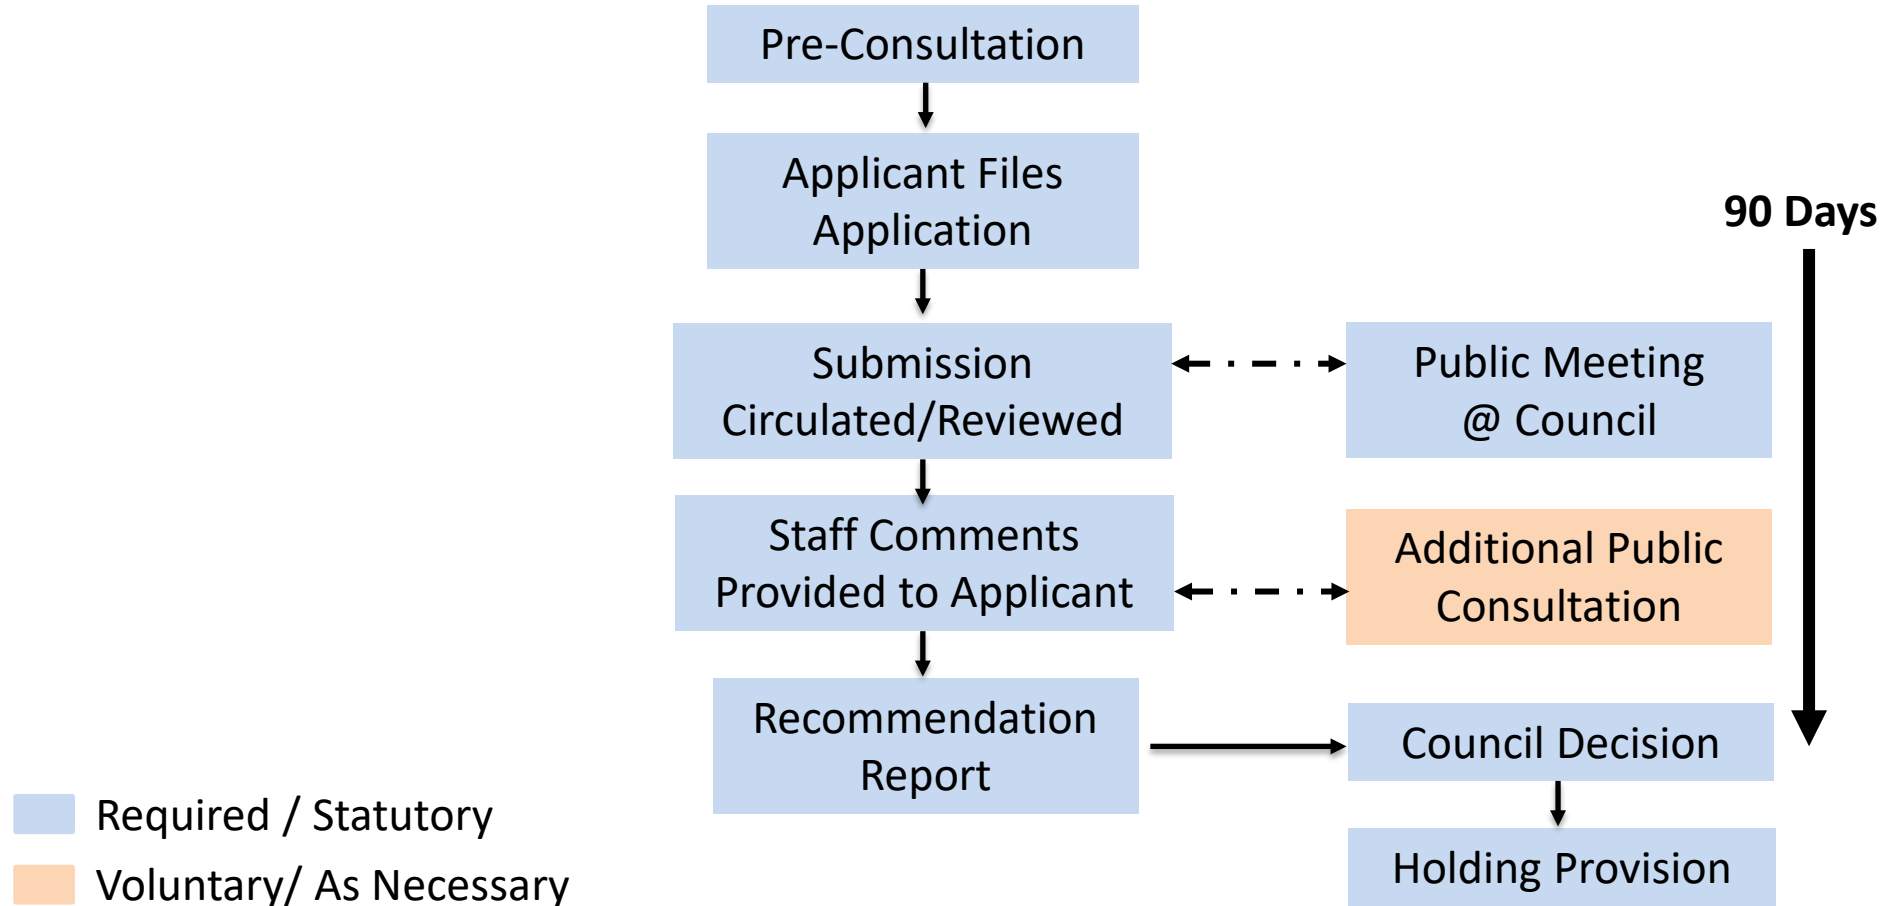 Pre-Consultation
Applicant Files
Application
90 Days
Submission
Circulated/Reviewed
Public Meeting
@ Council
Staff Comments
Provided to Applicant
Additional Public
Consultation
Recommendation
Report
Council Decision
Holding Provision
Required / Statutory
Voluntary/ As Necessary